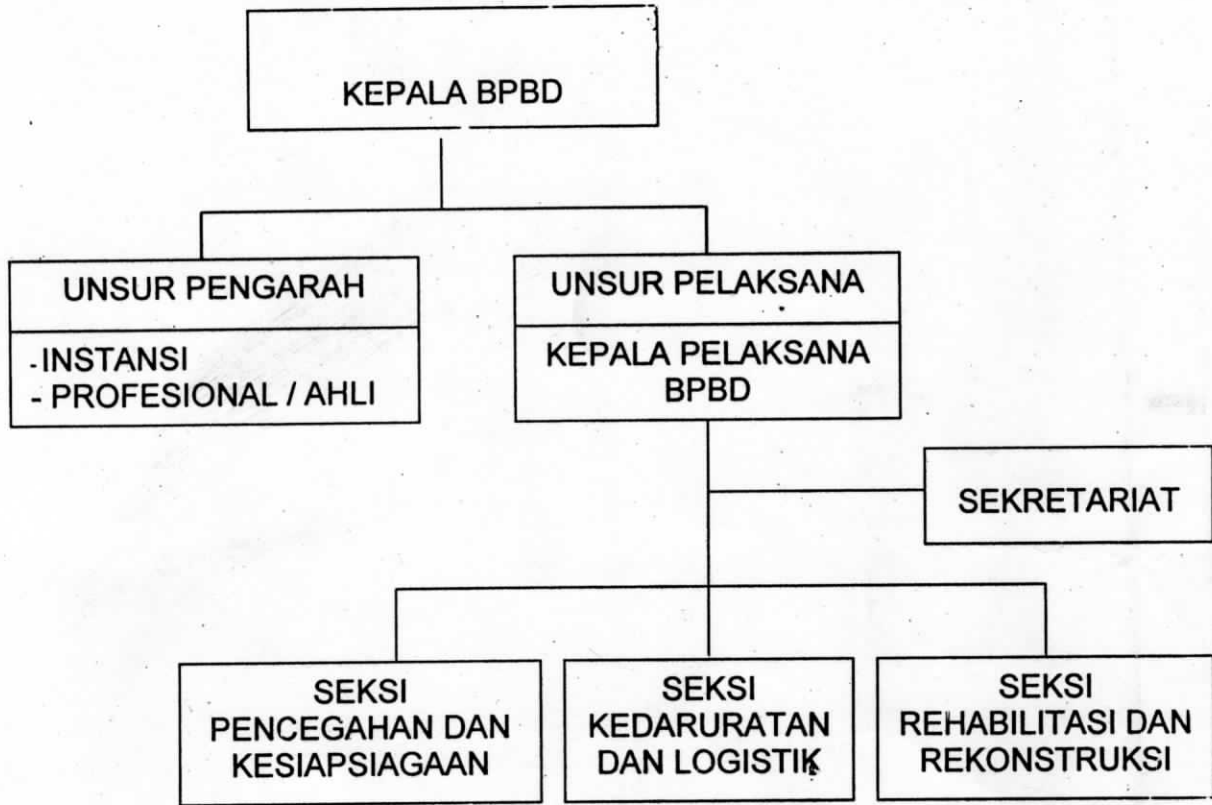 KEPALA BPBD
UNSUR PENGARAH
- INSTANSI
- PROFESIONAL / AHLI
UNSUR PELAKSANA
KEPALA PELAKSANA
BPBD
SEKRETARIAT
SEKSI
PENCEGAHAN DAN
KESIAPSIAGAAN
SEKSI
KEDARURATAN
DAN LOGISTIK
SEKSI
REHABILITASI DAN
REKONSTRUKSI